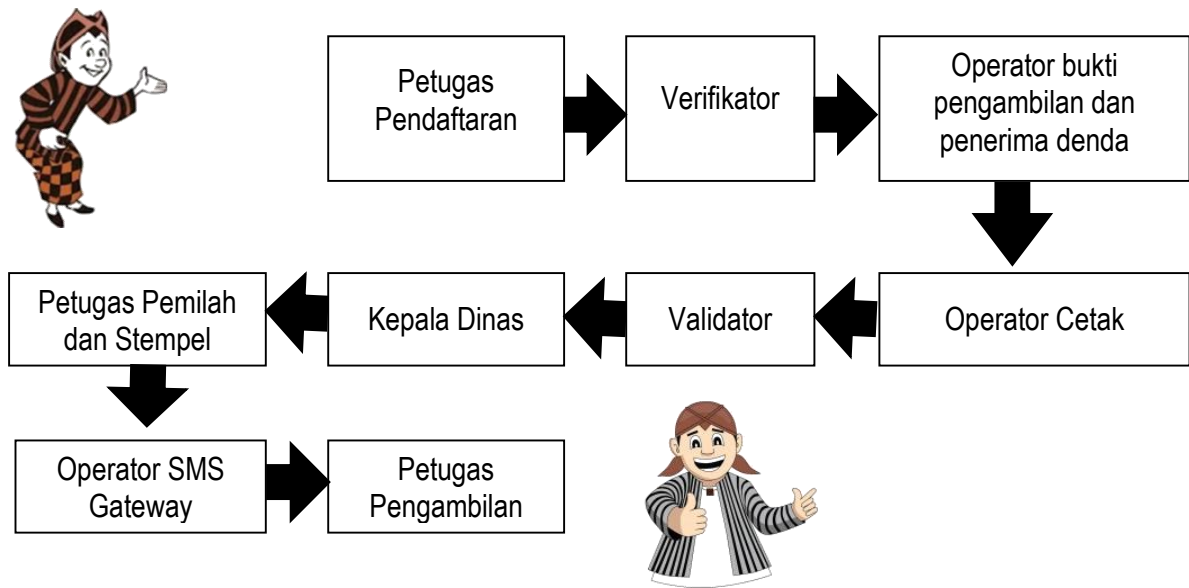 Petugas
Pendaftaran
Verifikator
Operator bukti
pengambilan dan
penerima denda
Operator Cetak
Validator
Kepala Dinas
Petugas Pemilah
dan Stempel
Operator SMS
Gateway
Petugas
Pengambilan